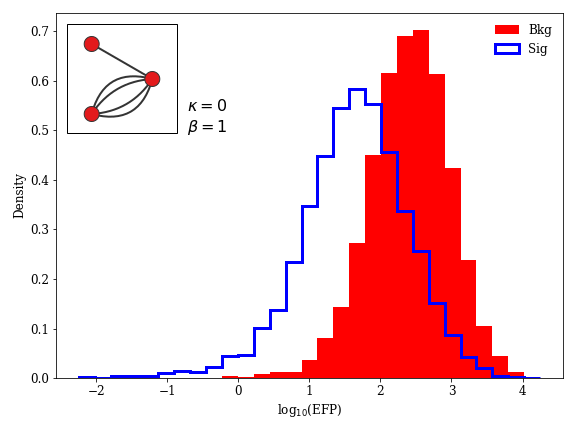 Bkg
Sig
κ = 0
β = 1
Density
0.7
0.6
0.5
0.4
0.3
0.2
0.1
0.0
−2 −1 0 1 2 3 4
log₁₀(EFP)